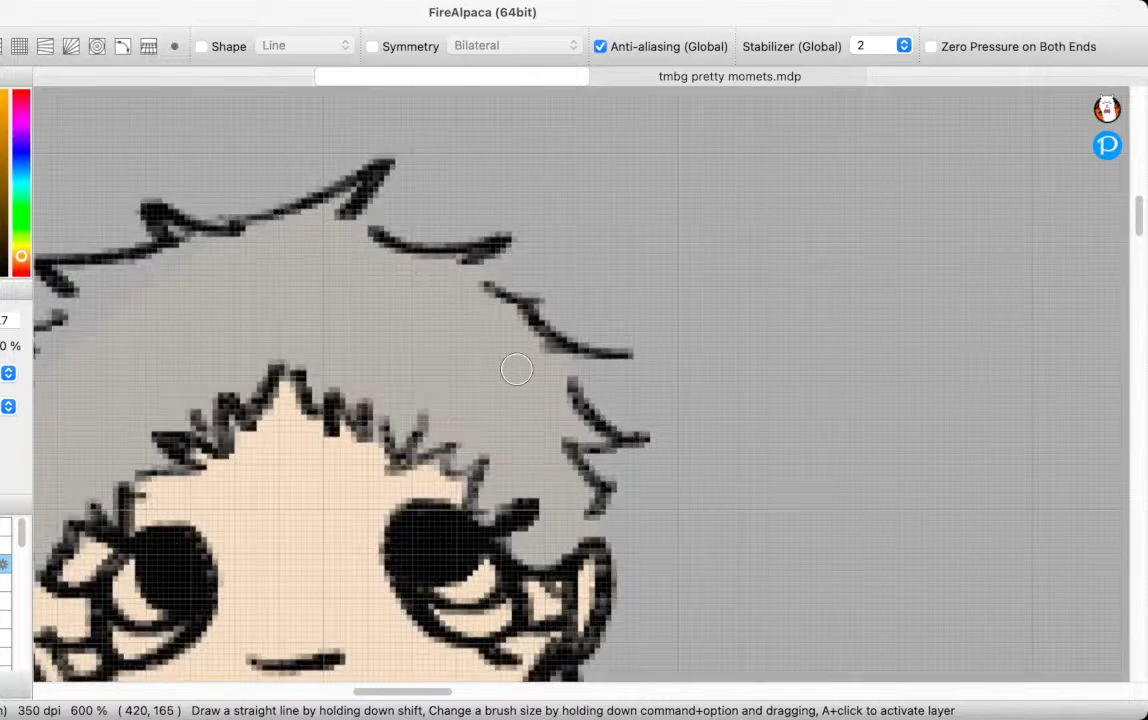 FireAlpaca (64bit)
Shape Line Symmetry Bilateral Anti-aliasing (Global) Stabilizer (Global) 2 Zero Pressure on Both Ends
tmbg pretty momets.mdp
.7
0 %
) 350 dpi 600 % ( 420, 165 ) Draw a straight line by holding down shift, Change a brush size by holding down command+option and dragging, A+click to activate layer